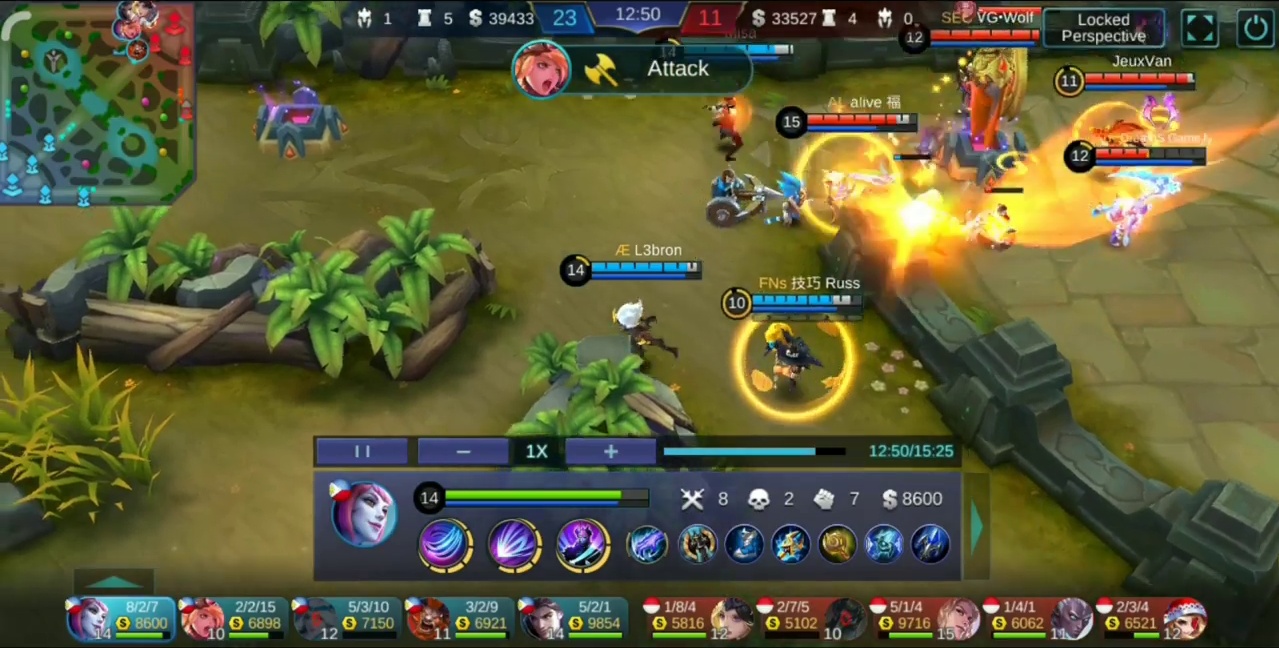 1 5 $ 39433 23 12:50 11 $ 33527 4 0
SEC VG•Wolf
12
Locked
Perspective
Attack
14
JeuxVan
11
AL alive 福
15
12
Æ L3bron
14
FNs 技巧 Russ
10
1X
12:50/15:25
14
8 2 7 $ 8600
8/2/7 2/2/15 5/3/10 3/2/9 5/2/1 1/8/4 2/7/5 5/1/4 1/4/1 2/3/4
$ 8600 $ 6898 $ 7150 $ 6921 $ 9854 $ 5816 $ 5102 $ 9716 $ 6062 $ 6521
14 10 12 11 14 12 10 15 11 12